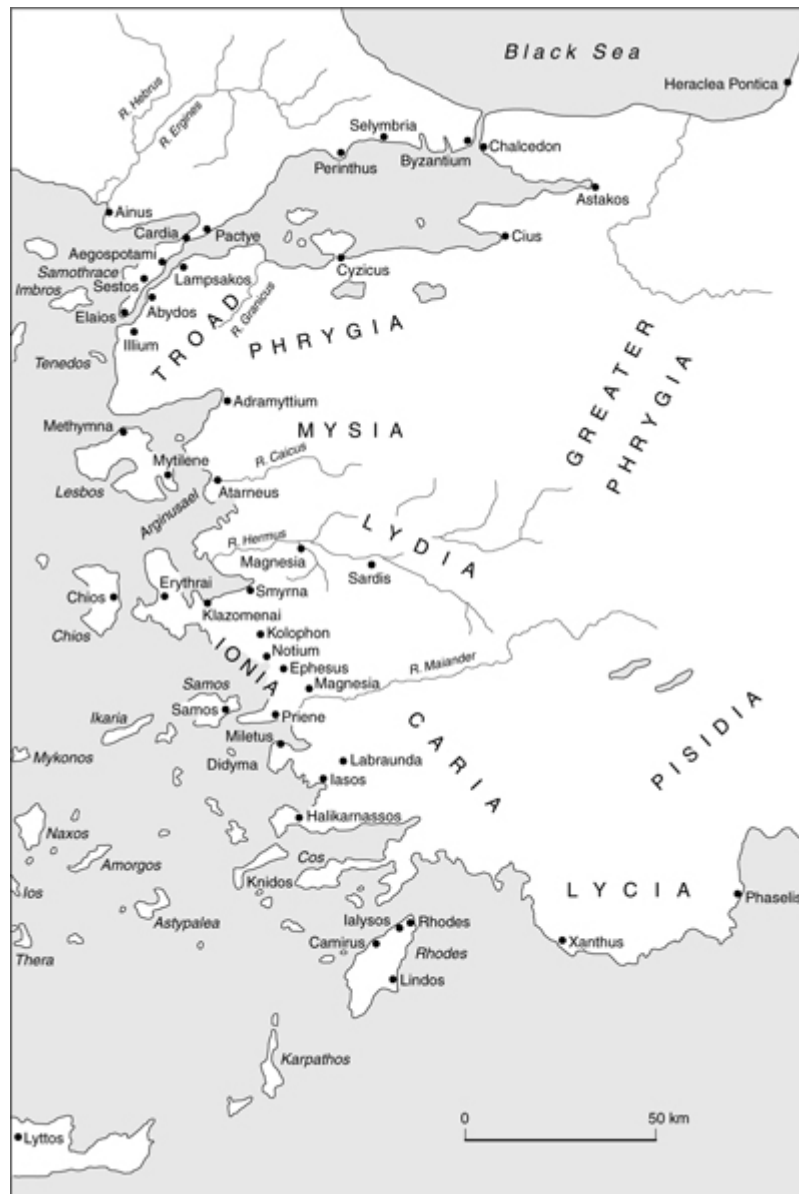 Black Sea
Heraclea Pontica
R. Hebrus
R. Ergines
Selymbria
Perinthus
Byzantium
Chalcedon
Astakos
Ainus
Cardia
Pactye
Cius
Aegospotami
Samothrace
Lampsakos
Cyzicus
Sestos
Imbros
Abydos
Elaios
Illium
TROAD
R. Granicus
PHRYGIA
GREATER
PHRYGIA
Tenedos
Adramyttium
Methymna
MYSIA
Mytilene
R. Caicus
Lesbos
Atarneus
Arginusael
LYDIA
R. Hermus
Magnesia
Sardis
Erythrai
Smyrna
Chios
Klazomenai
Chios
Kolophon
IONIA
Notium
Ephesus
R. Maiander
Magnesia
Samos
Samos
Ikaria
Priene
CARIA
PISIDIA
Miletus
Mykonos
Didyma
Labraunda
Iasos
Halikarnassos
Naxos
Amorgos
Cos
Knidos
Ios
LYCIA
Phaselis
Astypalea
Ialysos
Rhodes
Camirus
Rhodes
Xanthus
Thera
Lindos
Karpathos
0
50 km
Lyttos